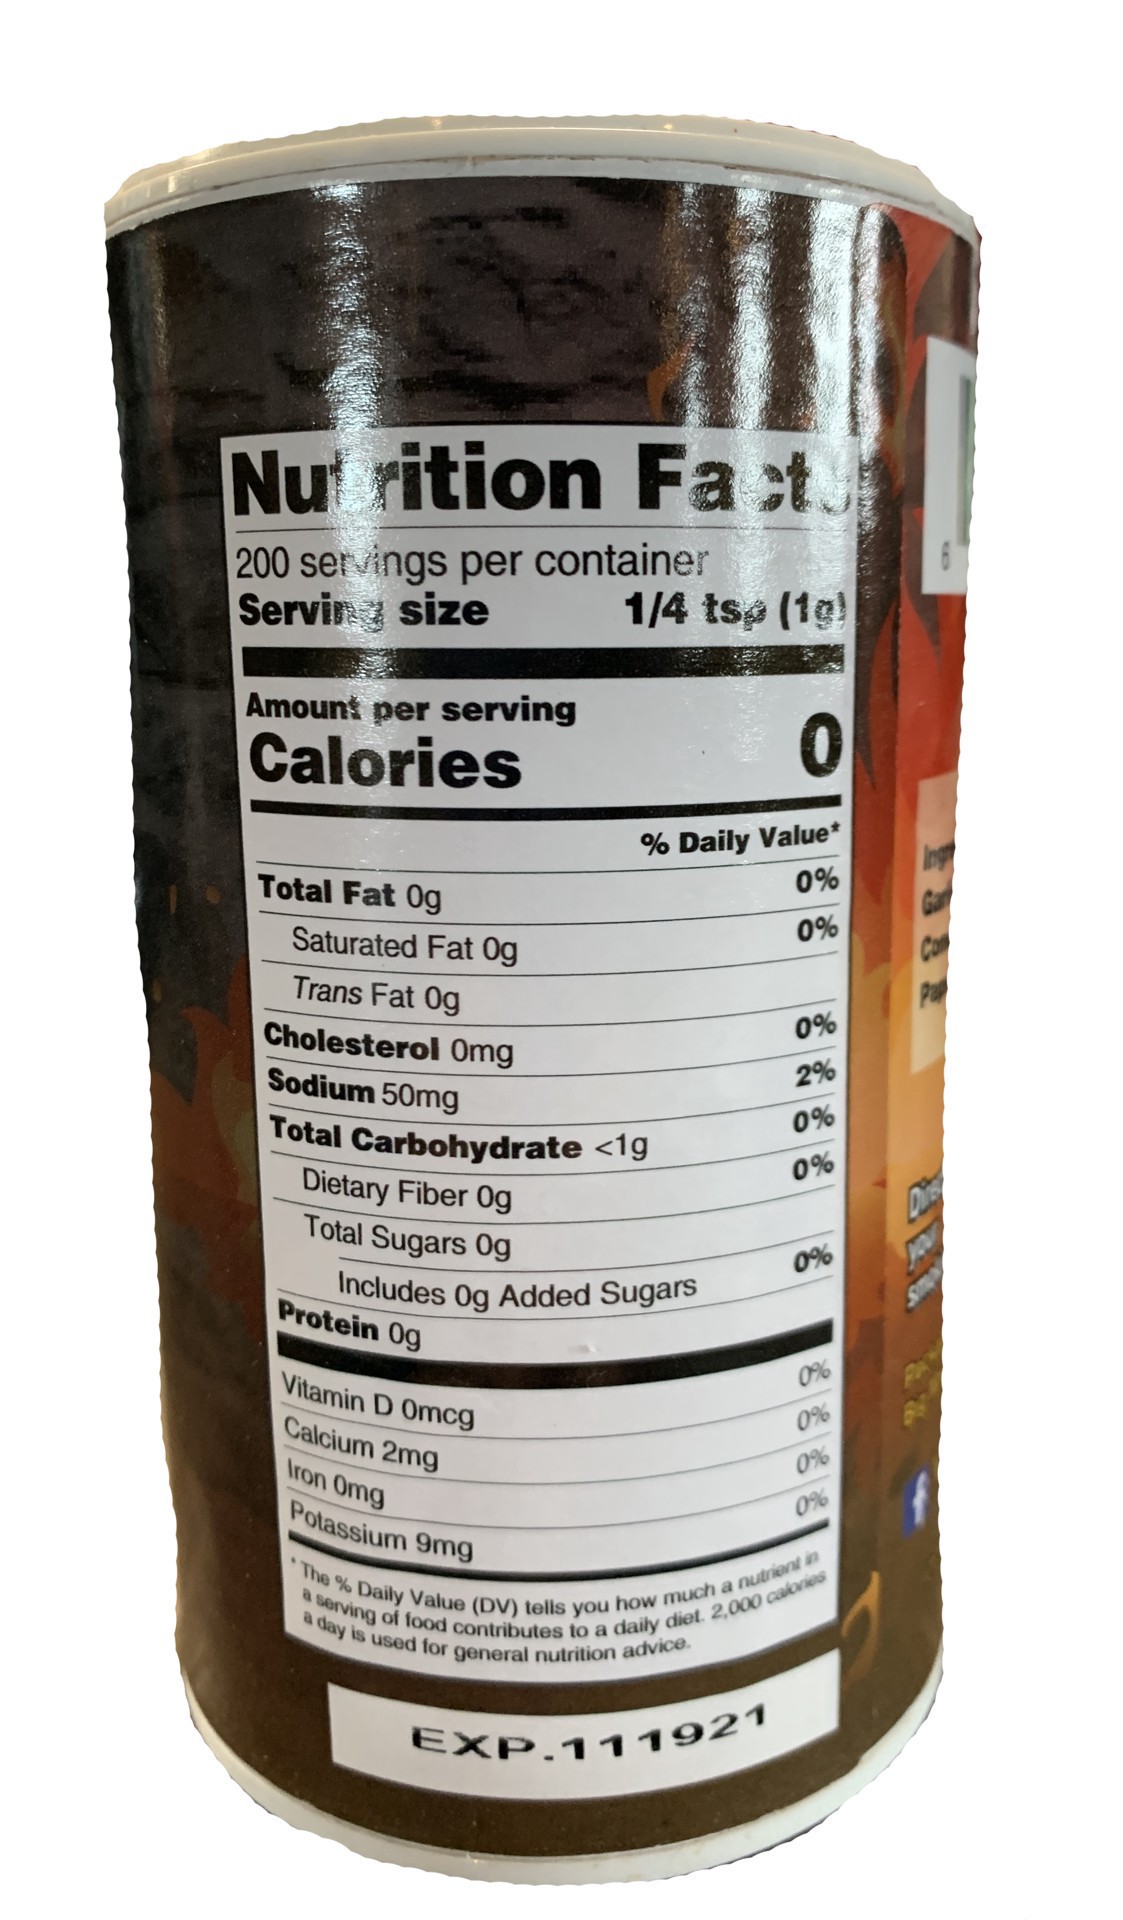 Nutrition Facts
200 servings per container
Serving size 1/4 tsp (1g)
Amount per serving
Calories 0
% Daily Value*
Total Fat 0g 0%
Saturated Fat 0g 0%
Trans Fat 0g
Cholesterol 0mg 0%
Sodium 50mg 2%
Total Carbohydrate <1g 0%
Dietary Fiber 0g 0%
Total Sugars 0g
Includes 0g Added Sugars 0%
Protein 0g
Vitamin D 0mcg 0%
Calcium 2mg 0%
Iron 0mg 0%
Potassium 9mg 0%
* The % Daily Value (DV) tells you how much a nutrient in
a serving of food contributes to a daily diet. 2,000 calories
a day is used for general nutrition advice.
EXP.111921
6